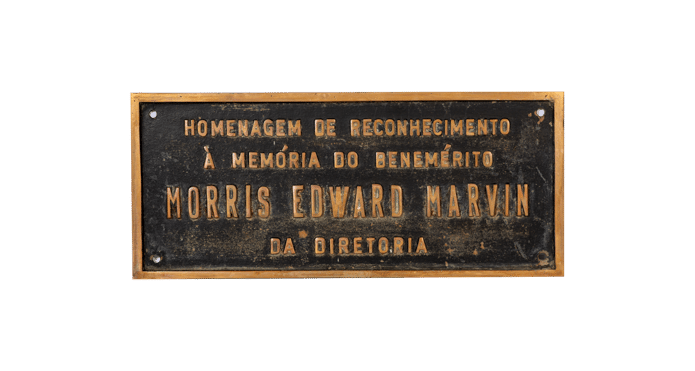 HOMENAGEM DE RECONHECIMENTO
À MEMÓRIA DO BENEMÉRITO
MORRIS EDWARD MARVIN
DA DIRETORIA